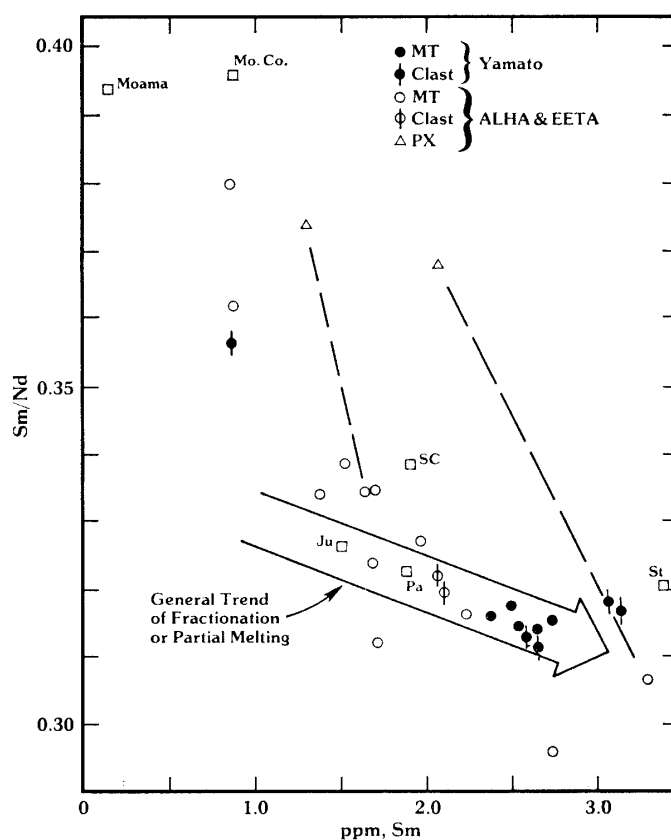 0.40
0.35
0.30
Sm/Nd
0
1.0
2.0
3.0
ppm, Sm
Moama
Mo. Co.
MT
Clast
Yamato
MT
Clast
PX
ALHA & EETA
SC
Ju
Pa
St
General Trend
of Fractionation
or Partial Melting